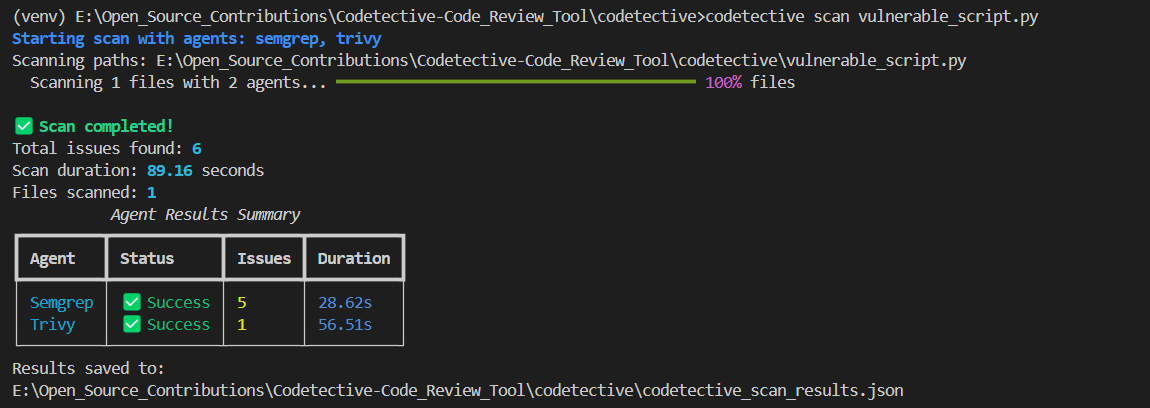 (venv) E:\Open_Source_Contributions\Codetective-Code_Review_Tool\codetective>codetective scan vulnerable_script.py
Starting scan with agents: semgrep, trivy
Scanning paths: E:\Open_Source_Contributions\Codetective-Code_Review_Tool\codetective\vulnerable_script.py
Scanning 1 files with 2 agents... 100% files
✅ Scan completed!
Total issues found: 6
Scan duration: 89.16 seconds
Files scanned: 1
Agent Results Summary
Agent Status Issues Duration
Semgrep ✅ Success 5 28.62s
Trivy ✅ Success 1 56.51s
Results saved to:
E:\Open_Source_Contributions\Codetective-Code_Review_Tool\codetective\codetective_scan_results.json